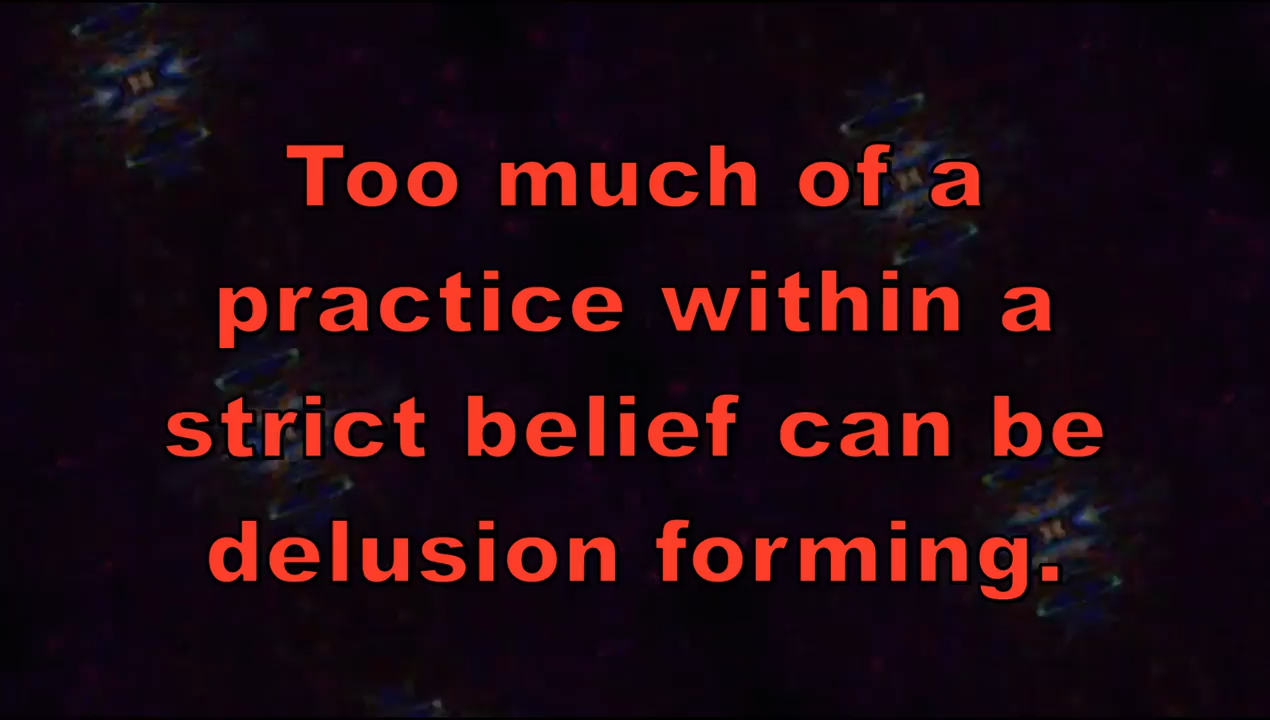 Too much of a
practice within a
strict belief can be
delusion forming.